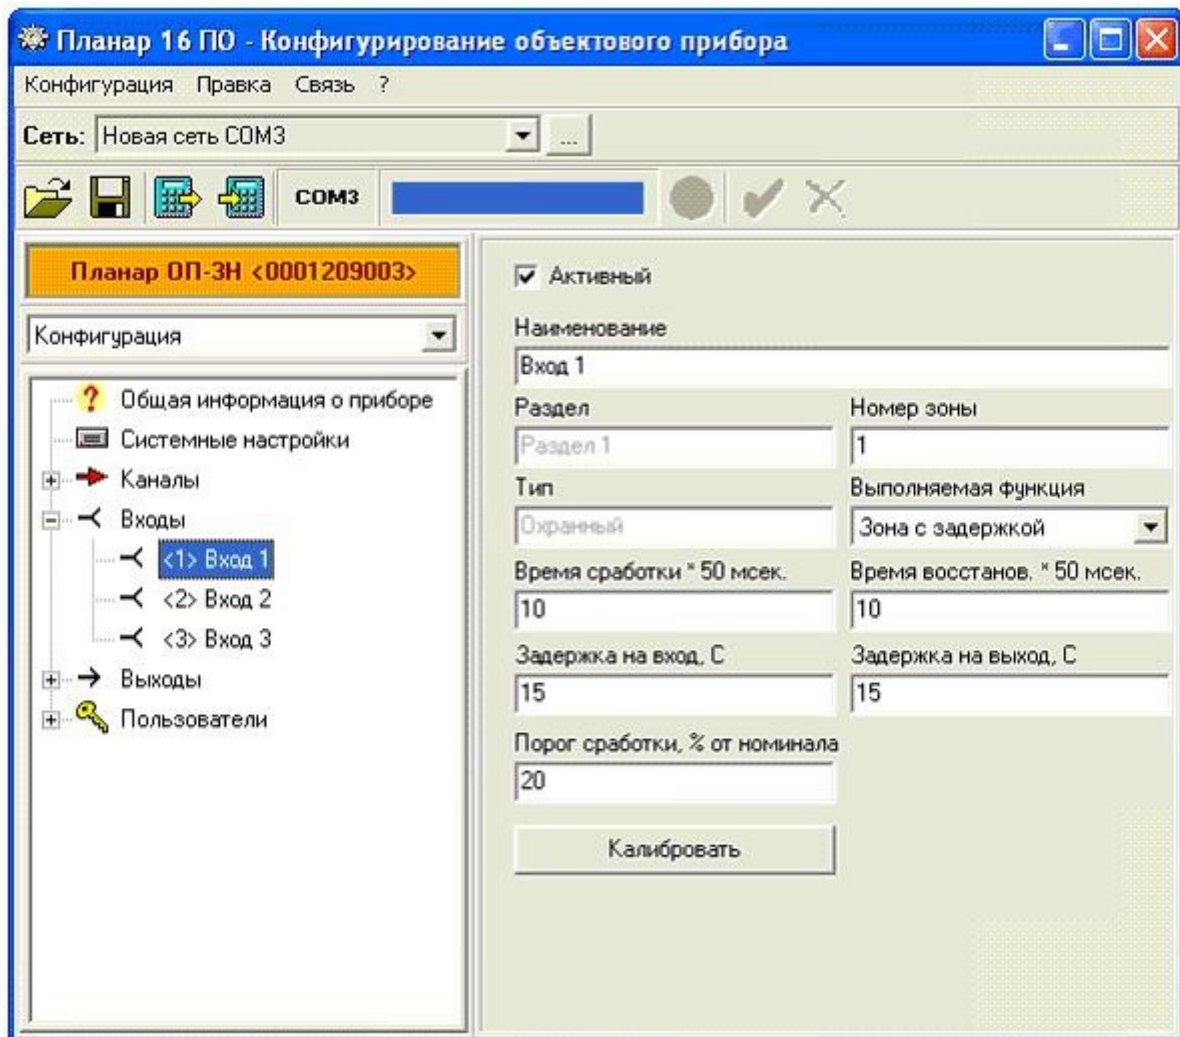 Планар 16 ПО - Конфигурирование объектового прибора
Конфигурация Правка Связь ?
Сеть: Новая сеть COM3 ...
COM3
Планар ОП-3Н <0001209003>
Конфигурация
? Общая информация о приборе
Системные настройки
Каналы
Входы
<1> Вход 1
<2> Вход 2
<3> Вход 3
Выходы
Пользователи
Активный
Наименование
Вход 1
Раздел Номер зоны
Раздел 1 1
Тип Выполняемая функция
Охранный Зона с задержкой
Время сработки * 50 мсек. Время восстанов. * 50 мсек.
10 10
Задержка на вход, С Задержка на выход, С
15 15
Порог сработки, % от номинала
20
Калибровать